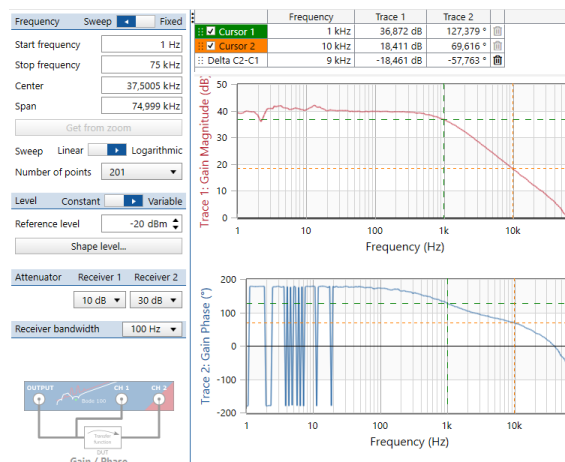 Frequency Sweep Fixed
Start frequency 1 Hz
Stop frequency 75 kHz
Center 37,5005 kHz
Span 74,999 kHz
Get from zoom
Sweep Linear Logarithmic
Number of points 201
Level Constant Variable
Reference level -20 dBm
Shape level...
Attenuator Receiver 1 Receiver 2
10 dB 30 dB
Receiver bandwidth 100 Hz
OUTPUT CH 1 CH 2
Bode 100
Transfer
function
DUT
Gain / Phase
Frequency Trace 1 Trace 2
Cursor 1 1 kHz 36,872 dB 127,379 °
Cursor 2 10 kHz 18,411 dB 69,616 °
Delta C2-C1 9 kHz -18,461 dB -57,763 °
Trace 1: Gain Magnitude (dB)
50
40
30
20
10
0
1 10 100 1k 10k
Frequency (Hz)
Trace 2: Gain Phase (°)
200
100
0
-100
-200
1 10 100 1k 10k
Frequency (Hz)